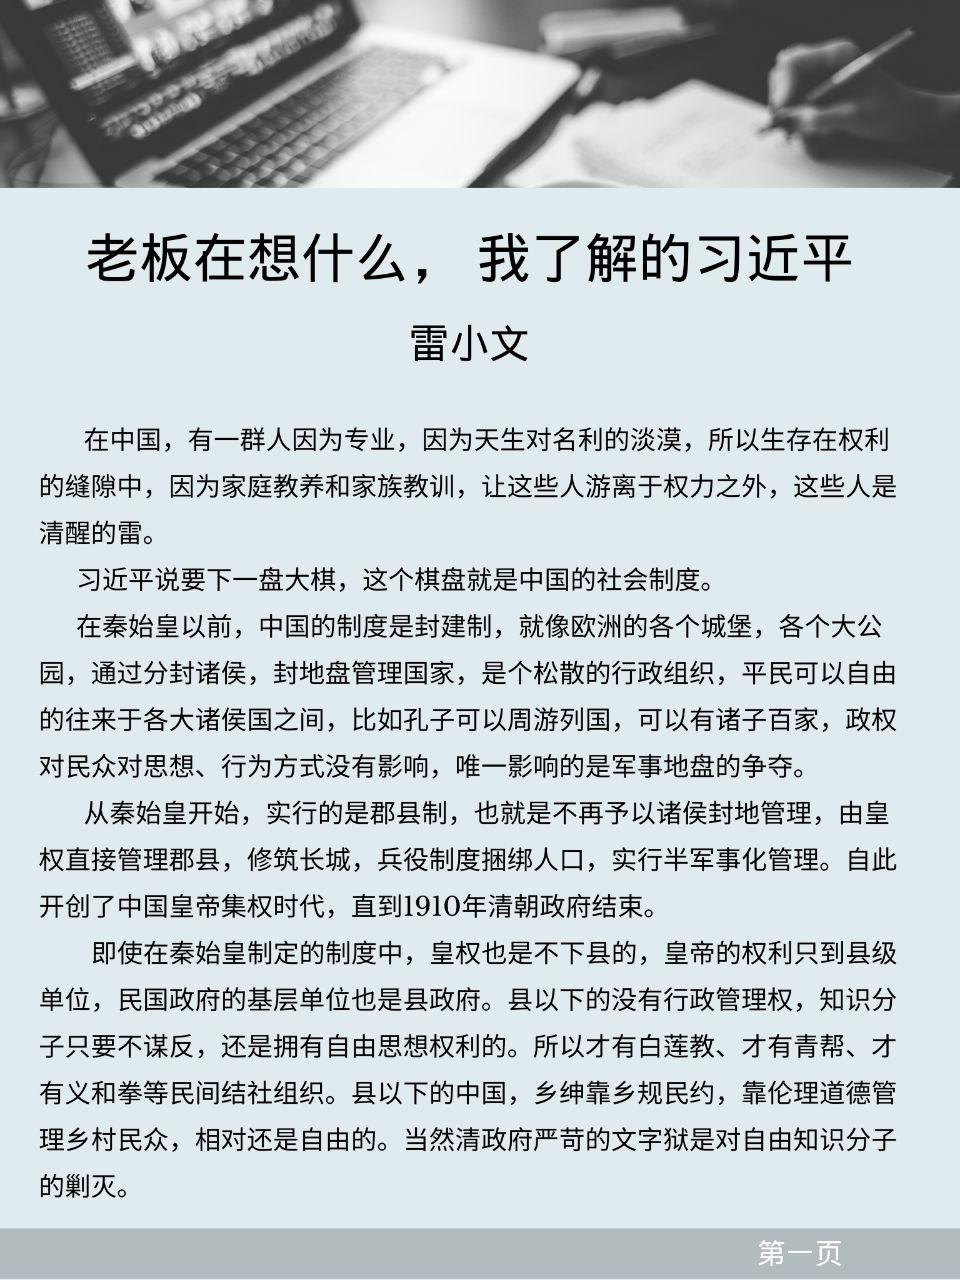 老板在想什么， 我了解的习近平
雷小文
在中国，有一群人因为专业，因为天生对名利的淡漠，所以生存在权利
的缝隙中，因为家庭教养和家族教训，让这些人游离于权力之外，这些人是
清醒的雷。
习近平说要下一盘大棋，这个棋盘就是中国的社会制度。
在秦始皇以前，中国的制度是封建制，就像欧洲的各个城堡，各个大公
园，通过分封诸侯，封地盘管理国家，是个松散的行政组织，平民可以自由
的往来于各大诸侯国之间，比如孔子可以周游列国，可以有诸子百家，政权
对民众对思想、行为方式没有影响，唯一影响的是军事地盘的争夺。
从秦始皇开始，实行的是郡县制，也就是不再予以诸侯封地管理，由皇
权直接管理郡县，修筑长城，兵役制度捆绑人口，实行半军事化管理。自此
开创了中国皇帝集权时代，直到1910年清朝政府结束。
即使在秦始皇制定的制度中，皇权也是不下县的，皇帝的权利只到县级
单位，民国政府的基层单位也是县政府。县以下的没有行政管理权，知识分
子只要不谋反，还是拥有自由思想权利的。所以才有白莲教、才有青帮、才
有义和拳等民间结社组织。县以下的中国，乡绅靠乡规民约，靠伦理道德管
理乡村民众，相对还是自由的。当然清政府严苛的文字狱是对自由知识分子
的剿灭。
第一页